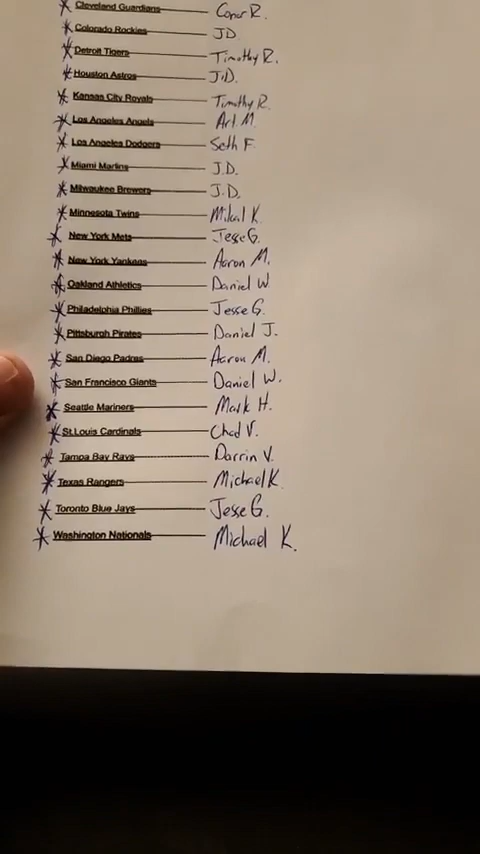 Cleveland Guardians Conor R.
Colorado Rockies J.D.
Detroit Tigers Timothy R.
Houston Astros J.D.
Kansas City Royals Timothy R.
Los Angeles Angels Art M.
Los Angeles Dodgers Seth F.
Miami Marlins J.D.
Milwaukee Brewers J.D.
Minnesota Twins K.
New York Mets Jesse G.
New York Yankees Aaron M.
Oakland Athletics Daniel W.
Philadelphia Phillies Jesse G.
Pittsburgh Pirates Daniel J.
San Diego Padres Aaron M.
San Francisco Giants Daniel W.
Seattle Mariners Mark H.
St.Louis Cardinals Chad V.
Tampa Bay Rays Darrin V.
Texas Rangers Michael K.
Toronto Blue Jays Jesse G.
Washington Nationals Michael K.